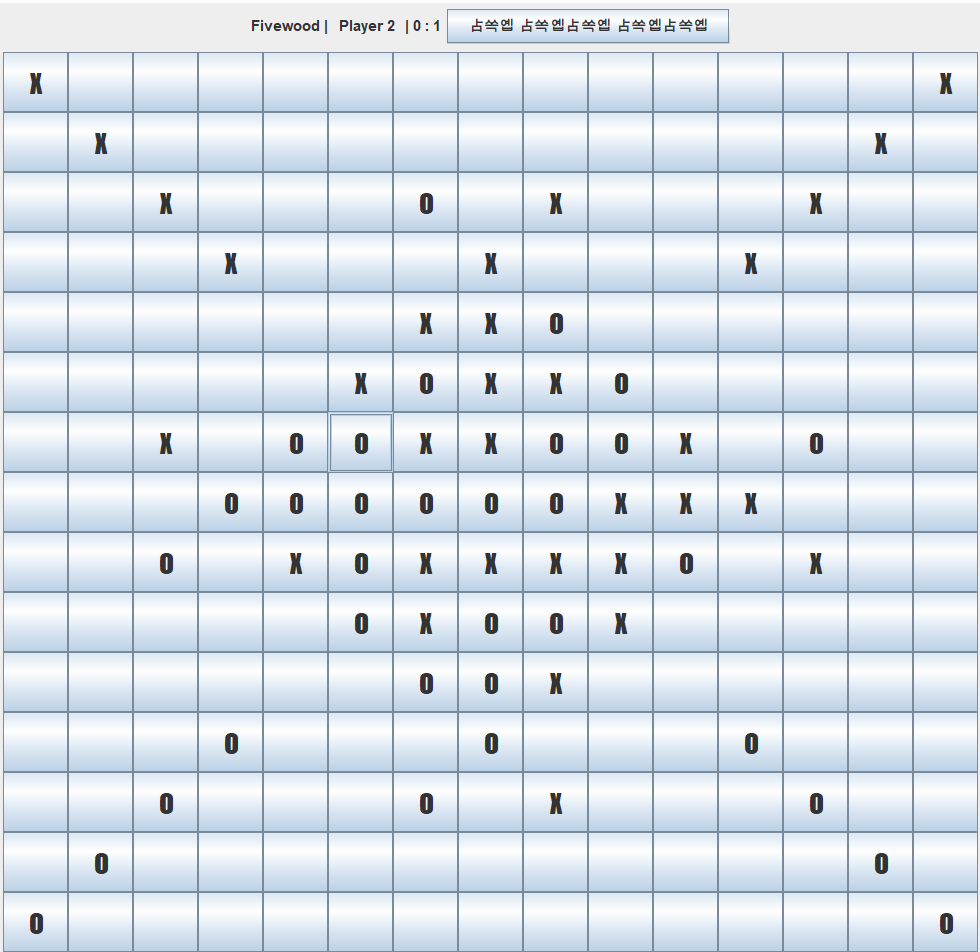 Fivewood | Player 2 | 0 : 1 占쏙옙 占쏙옙占쏙옙 占쏙옙占쏙옙
X X
X X
X O X X
X X X
X X O
X O X X O
X O O X X O O X O
O O O O O O X X X
O X O X X X X O X
O X O O X
O O X
O O O
O O X O
O O
O O